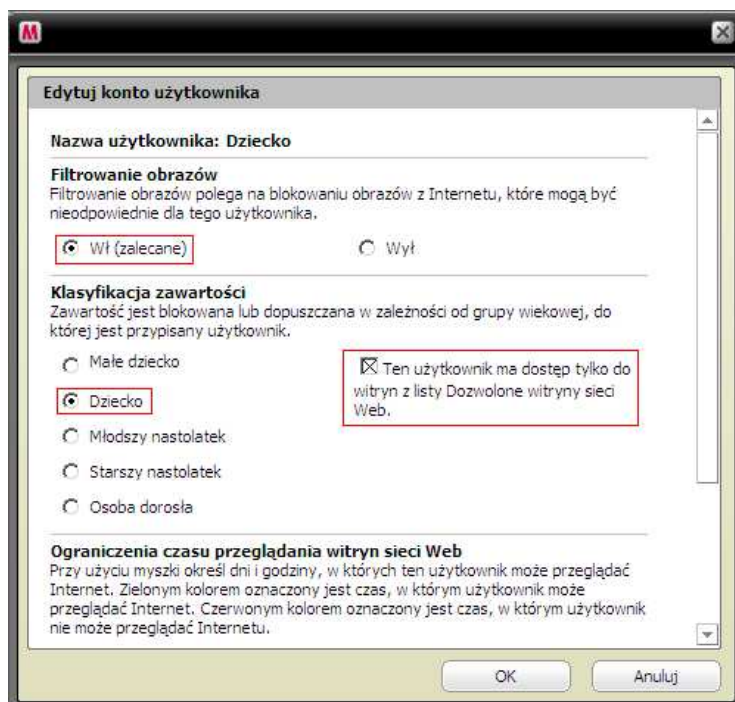 M
Edytuj konto użytkownika
Nazwa użytkownika: Dziecko
Filtrowanie obrazów
Filtrowanie obrazów polega na blokowaniu obrazów z Internetu, które mogą być
nieodpowiednie dla tego użytkownika.
Wł (zalecane)
Wył
Klasyfikacja zawartości
Zawartość jest blokowana lub dopuszczana w zależności od grupy wiekowej, do
której jest przypisany użytkownik.
Małe dziecko
Dziecko
Młodszy nastolatek
Starszy nastolatek
Osoba dorosła
Ten użytkownik ma dostęp tylko do
witryn z listy Dozwolone witryny sieci
Web.
Ograniczenia czasu przeglądania witryn sieci Web
Przy użyciu myszki określ dni i godziny, w których ten użytkownik może przeglądać
Internet. Zielonym kolorem oznaczony jest czas, w którym użytkownik może
przeglądać Internet. Czerwonym kolorem oznaczony jest czas, w którym użytkownik
nie może przeglądać Internetu.
OK
Anuluj